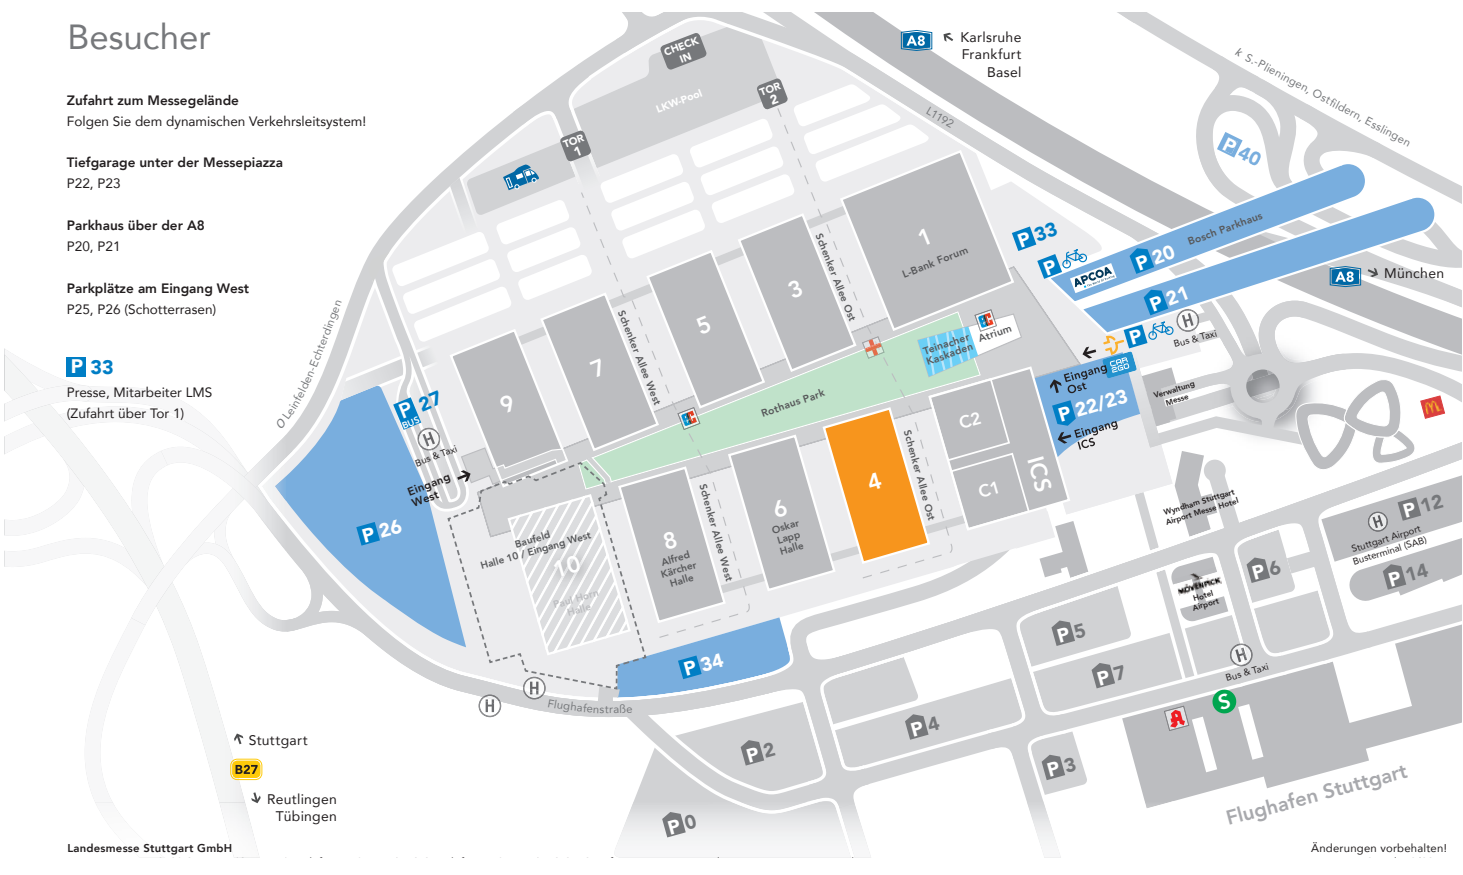 Besucher
Zufahrt zum Messegelände
Folgen Sie dem dynamischen Verkehrsleitsystem!
Tiefgarage unter der Messepiazza
P22, P23
Parkhaus über der A8
P20, P21
Parkplätze am Eingang West
P25, P26 (Schotterrasen)
P 33
Presse, Mitarbeiter LMS
(Zufahrt über Tor 1)
CHECK
IN
LKW-Pool
TOR
2
TOR
1
A8
Karlsruhe
Frankfurt
Basel
L1192
k S.-Plieningen, Ostfildern, Esslingen
P 40
Bosch Parkhaus
P 33
P
APCOA
P 20
P 21
A8
München
P
H
Bus & Taxi
CAR2GO
Eingang
Ost
P 22/23
Eingang
ICS
Verwaltung
Messe
1
L-Bank Forum
Schenker Allee Ost
3
5
Schenker Allee West
7
9
Teinacher
Kaskaden
Atrium
EC
EC
Rothaus Park
O Leinfelden-Echterdingen
P 27
BUS
H
Bus & Taxi
Eingang
West
P 26
Baufeld
Halle 10 / Eingang West
10
Paul Horn
Halle
8
Alfred
Kärcher
Halle
Schenker Allee West
6
Oskar
Lapp
Halle
4
Schenker Allee Ost
C2
C1
ICS
Wyndham Stuttgart
Airport Messe Hotel
P 12
H
Stuttgart Airport
Busterminal (SAB)
P 14
P 6
MÖVENPICK
Hotel
Airport
P 5
P 7
H
Bus & Taxi
S
A
P 34
H
H
Flughafenstraße
P 2
P 4
P 3
P 0
Flughafen Stuttgart
Stuttgart
B27
Reutlingen
Tübingen
Landesmesse Stuttgart GmbH
Änderungen vorbehalten!